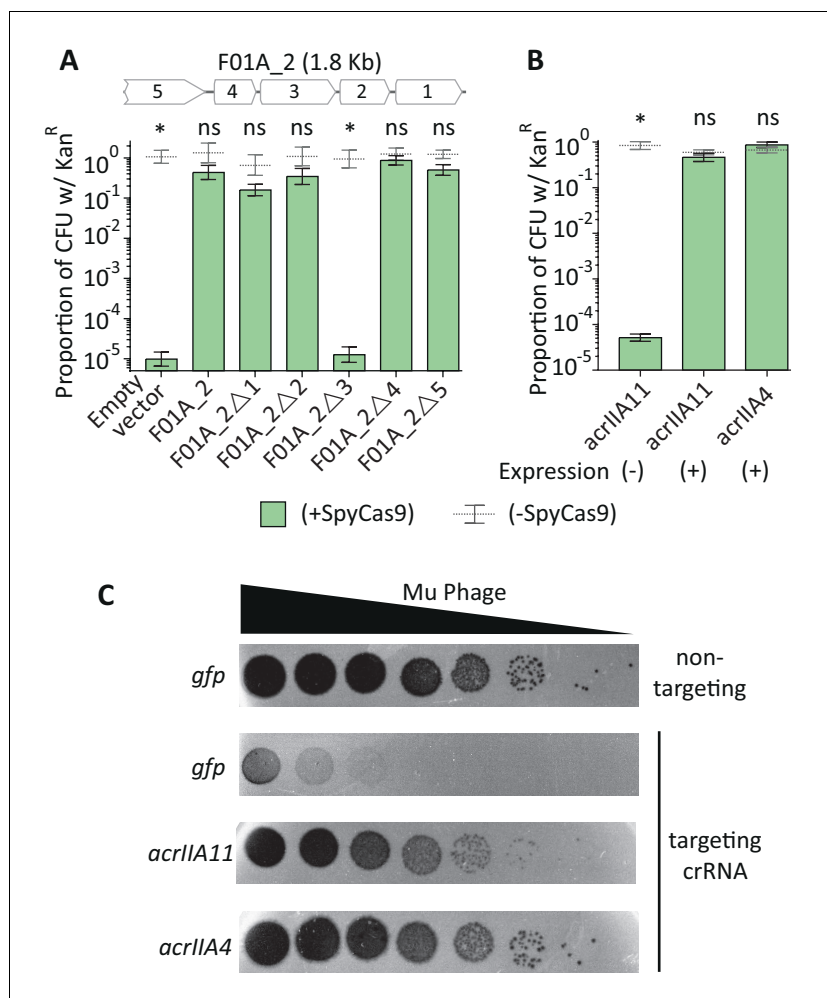 A
F01A_2 (1.8 Kb)
5 4 3 2 1
* ns ns ns * ns ns
Proportion of CFU w/ Kan^R
10^0
10^-1
10^-2
10^-3
10^-4
10^-5
Empty vector
F01A_2
F01A_2△1
F01A_2△2
F01A_2△3
F01A_2△4
F01A_2△5
B
* ns ns
Proportion of CFU w/ Kan^R
10^0
10^-1
10^-2
10^-3
10^-4
10^-5
acrIIA11
acrIIA11
acrIIA4
Expression (-) (+) (+)
(+SpyCas9) (-SpyCas9)
C
Mu Phage
gfp
non-
targeting
gfp
acrIIA11
targeting
crRNA
acrIIA4